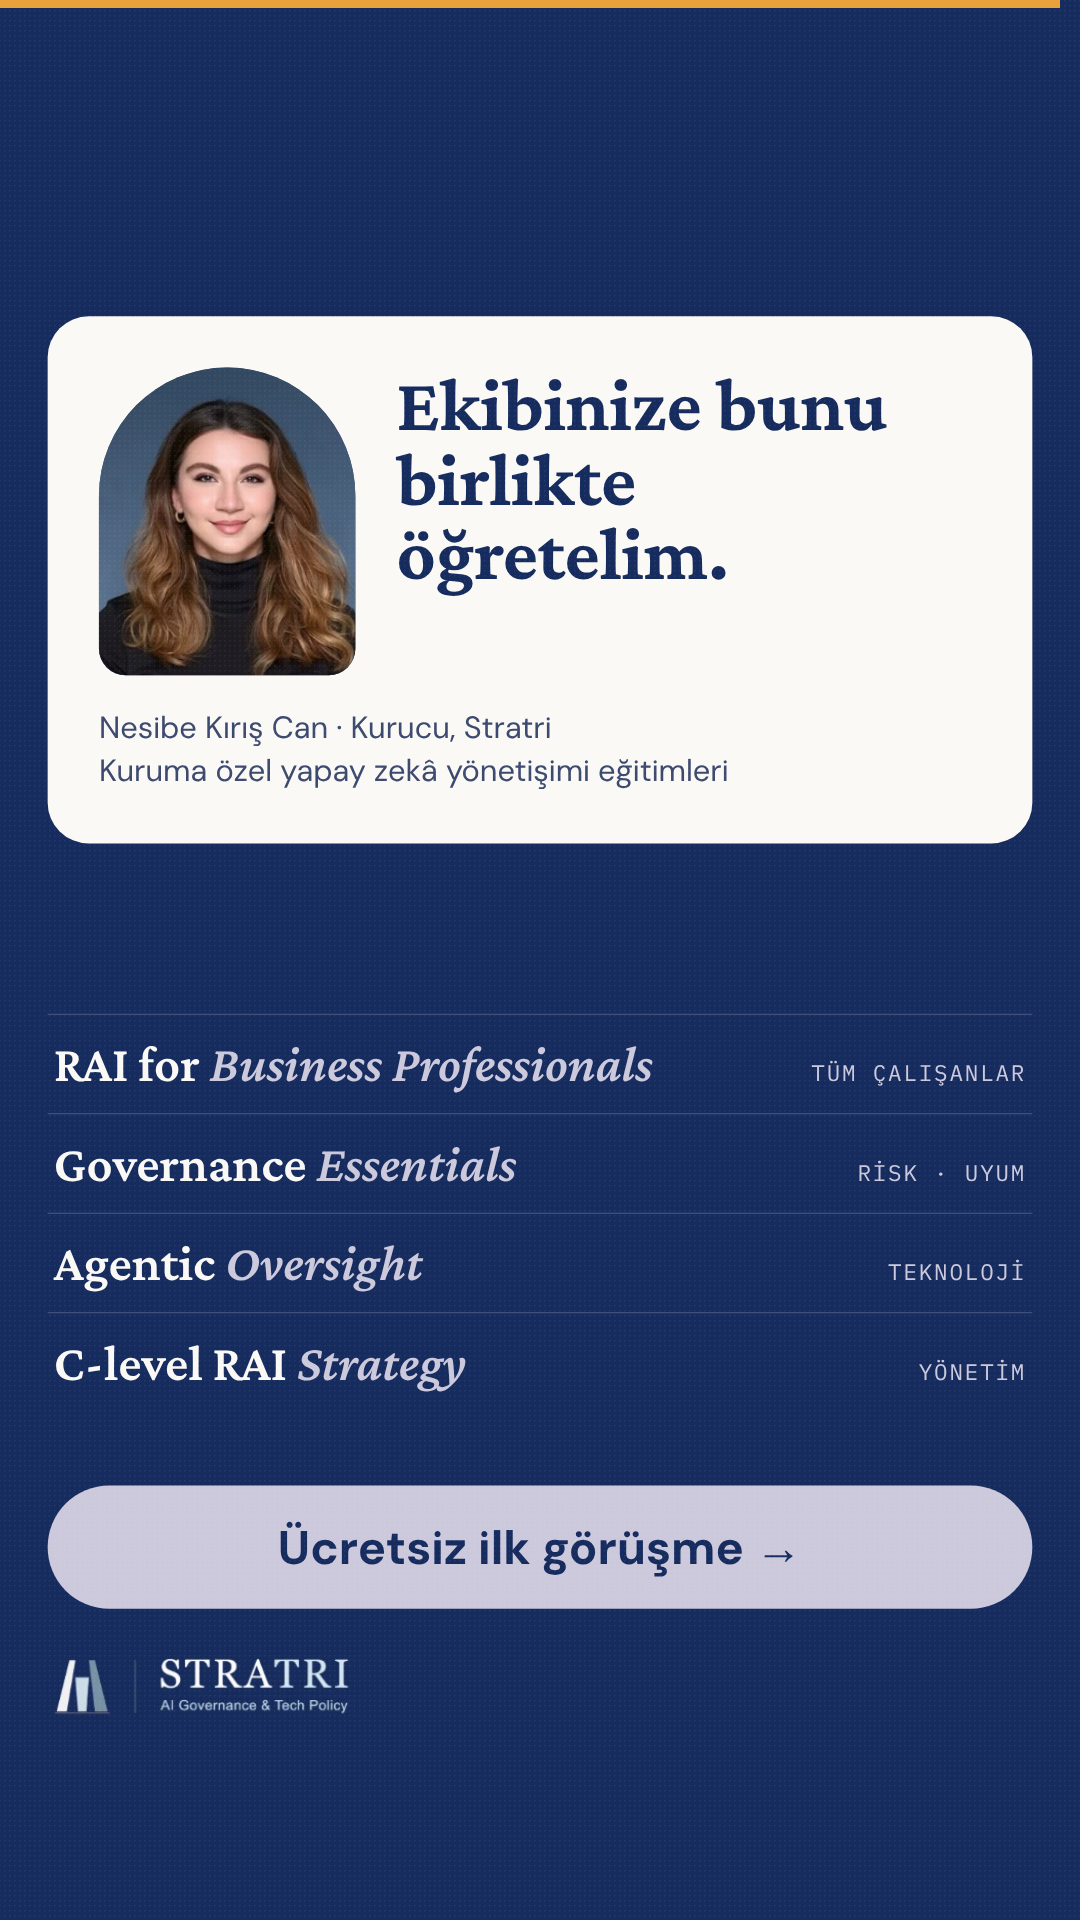 Ekibinize bunu
birlikte
öğretelim.
Nesibe Kırış Can · Kurucu, Stratri
Kuruma özel yapay zekâ yönetişimi eğitimleri
RAI for Business Professionals TÜM ÇALIŞANLAR
Governance Essentials RİSK · UYUM
Agentic Oversight TEKNOLOJİ
C-level RAI Strategy YÖNETİM
Ücretsiz ilk görüşme →
STRATRI
AI Governance & Tech Policy